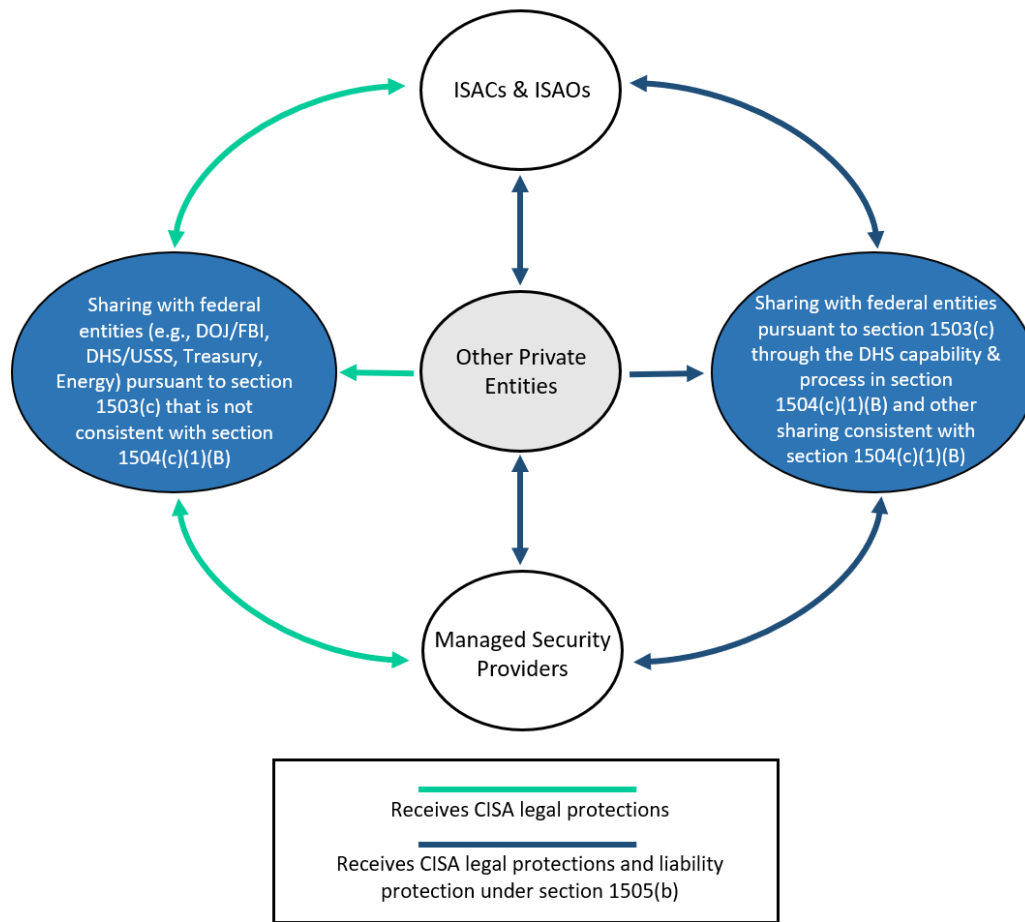 ISACs & ISAOs
Sharing with federal
entities (e.g., DOJ/FBI,
DHS/USSS, Treasury,
Energy) pursuant to section
1503(c) that is not
consistent with section
1504(c)(1)(B)
Other Private
Entities
Sharing with federal entities
pursuant to section 1503(c)
through the DHS capability &
process in section
1504(c)(1)(B) and other
sharing consistent with
section 1504(c)(1)(B)
Managed Security
Providers
Receives CISA legal protections
Receives CISA legal protections and liability
protection under section 1505(b)